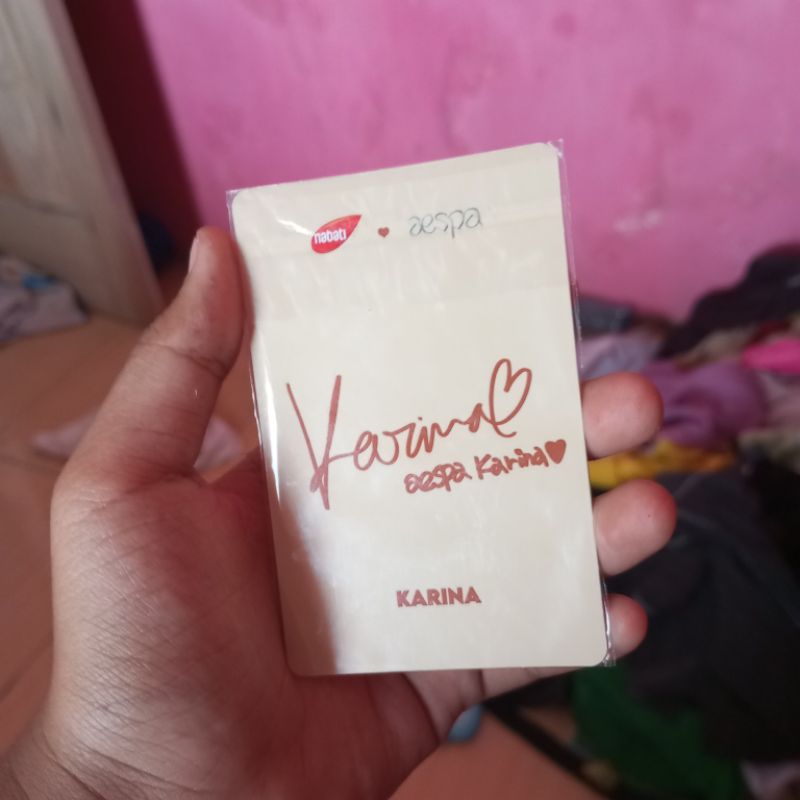 nabati ♥ aespa
Karina♡
aespa Karina♥
KARINA